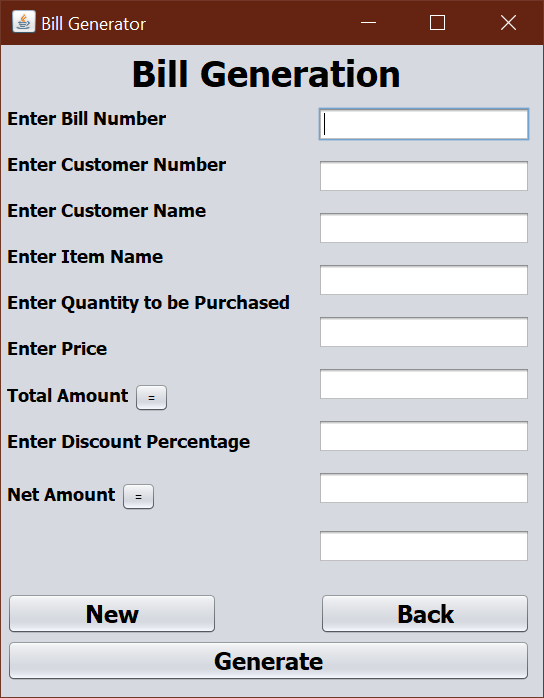 Bill Generator
Bill Generation
Enter Bill Number
Enter Customer Number
Enter Customer Name
Enter Item Name
Enter Quantity to be Purchased
Enter Price
Total Amount =
Enter Discount Percentage
Net Amount =
New Back
Generate